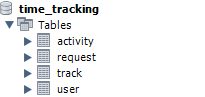 time_tracking
Tables
activity
request
track
user